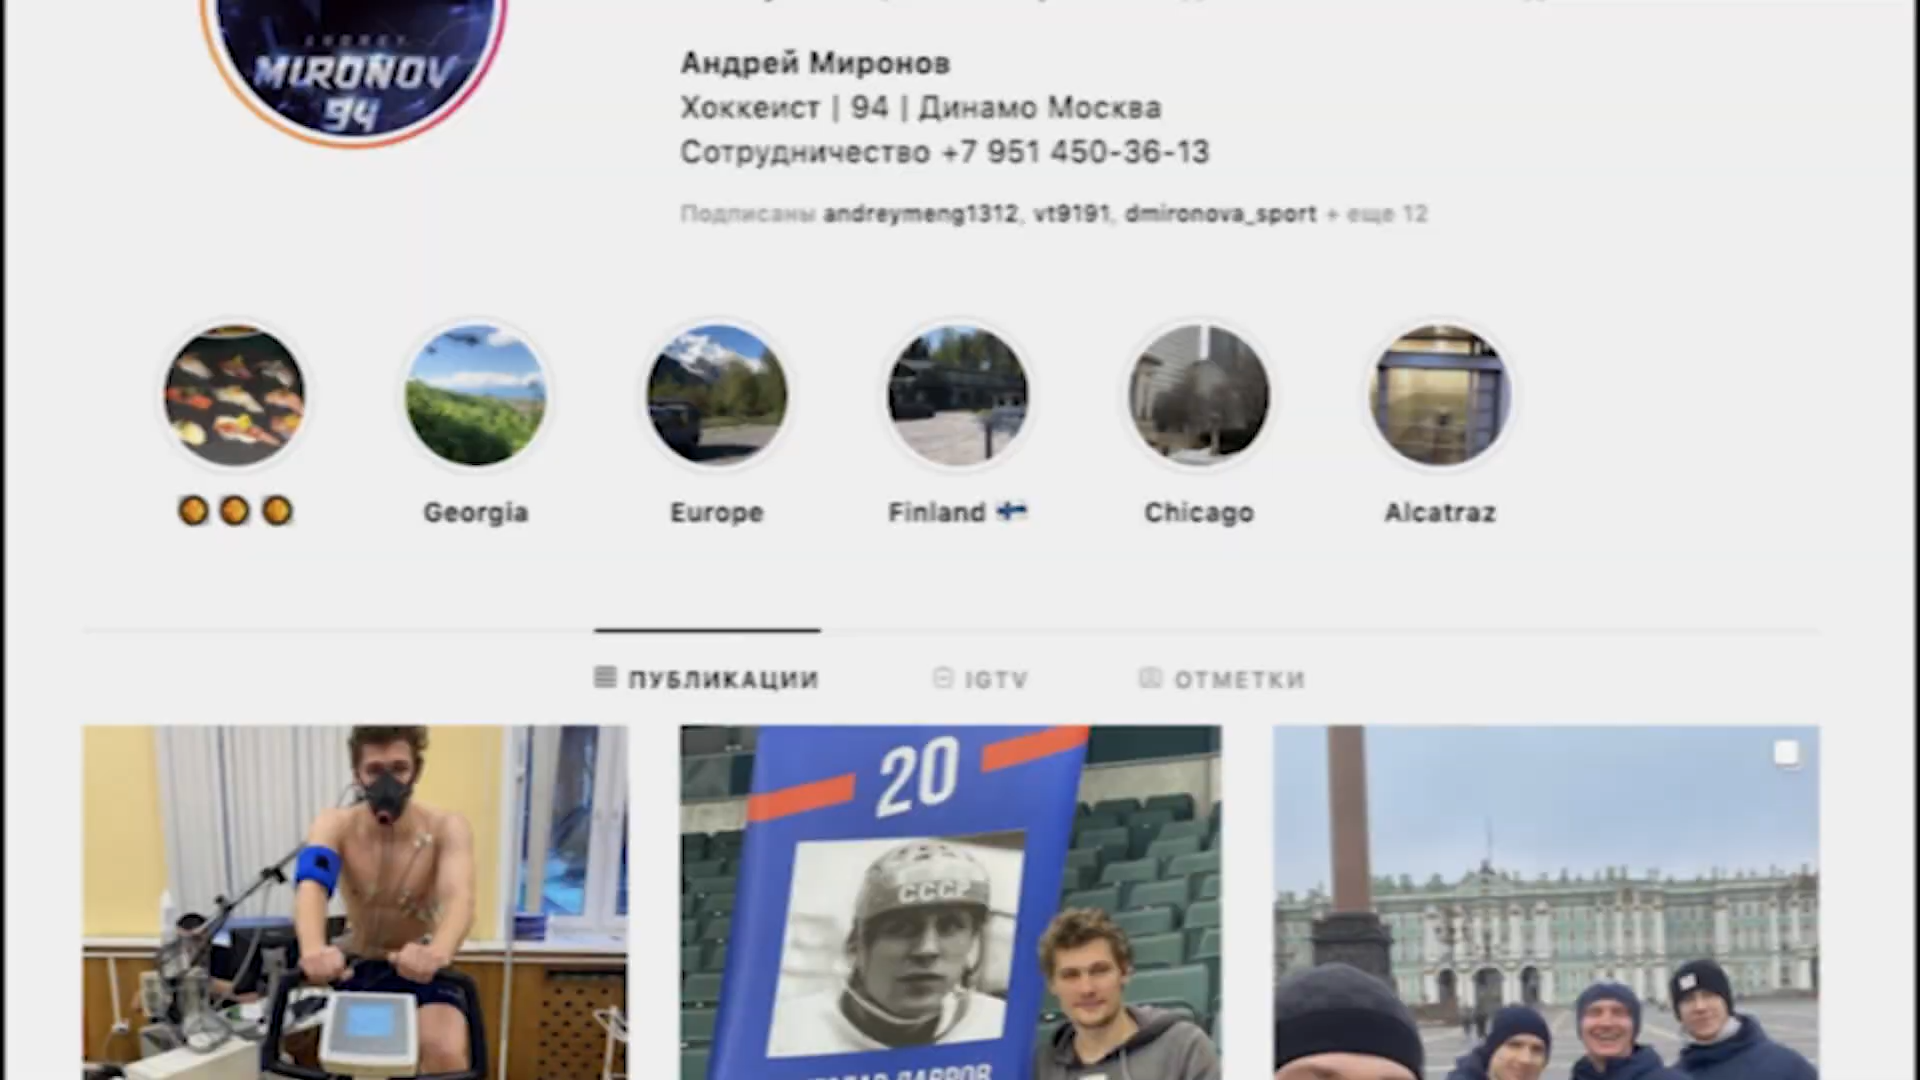 MIRONOV
94
Андрей Миронов
Хоккеист | 94 | Динамо Москва
Сотрудничество +7 951 450-36-13
Подписаны andreymeng1312, vt9191, dmironova_sport + еще 12
Georgia
Europe
Finland
Chicago
Alcatraz
ПУБЛИКАЦИИ
IGTV
ОТМЕТКИ
20
СССР